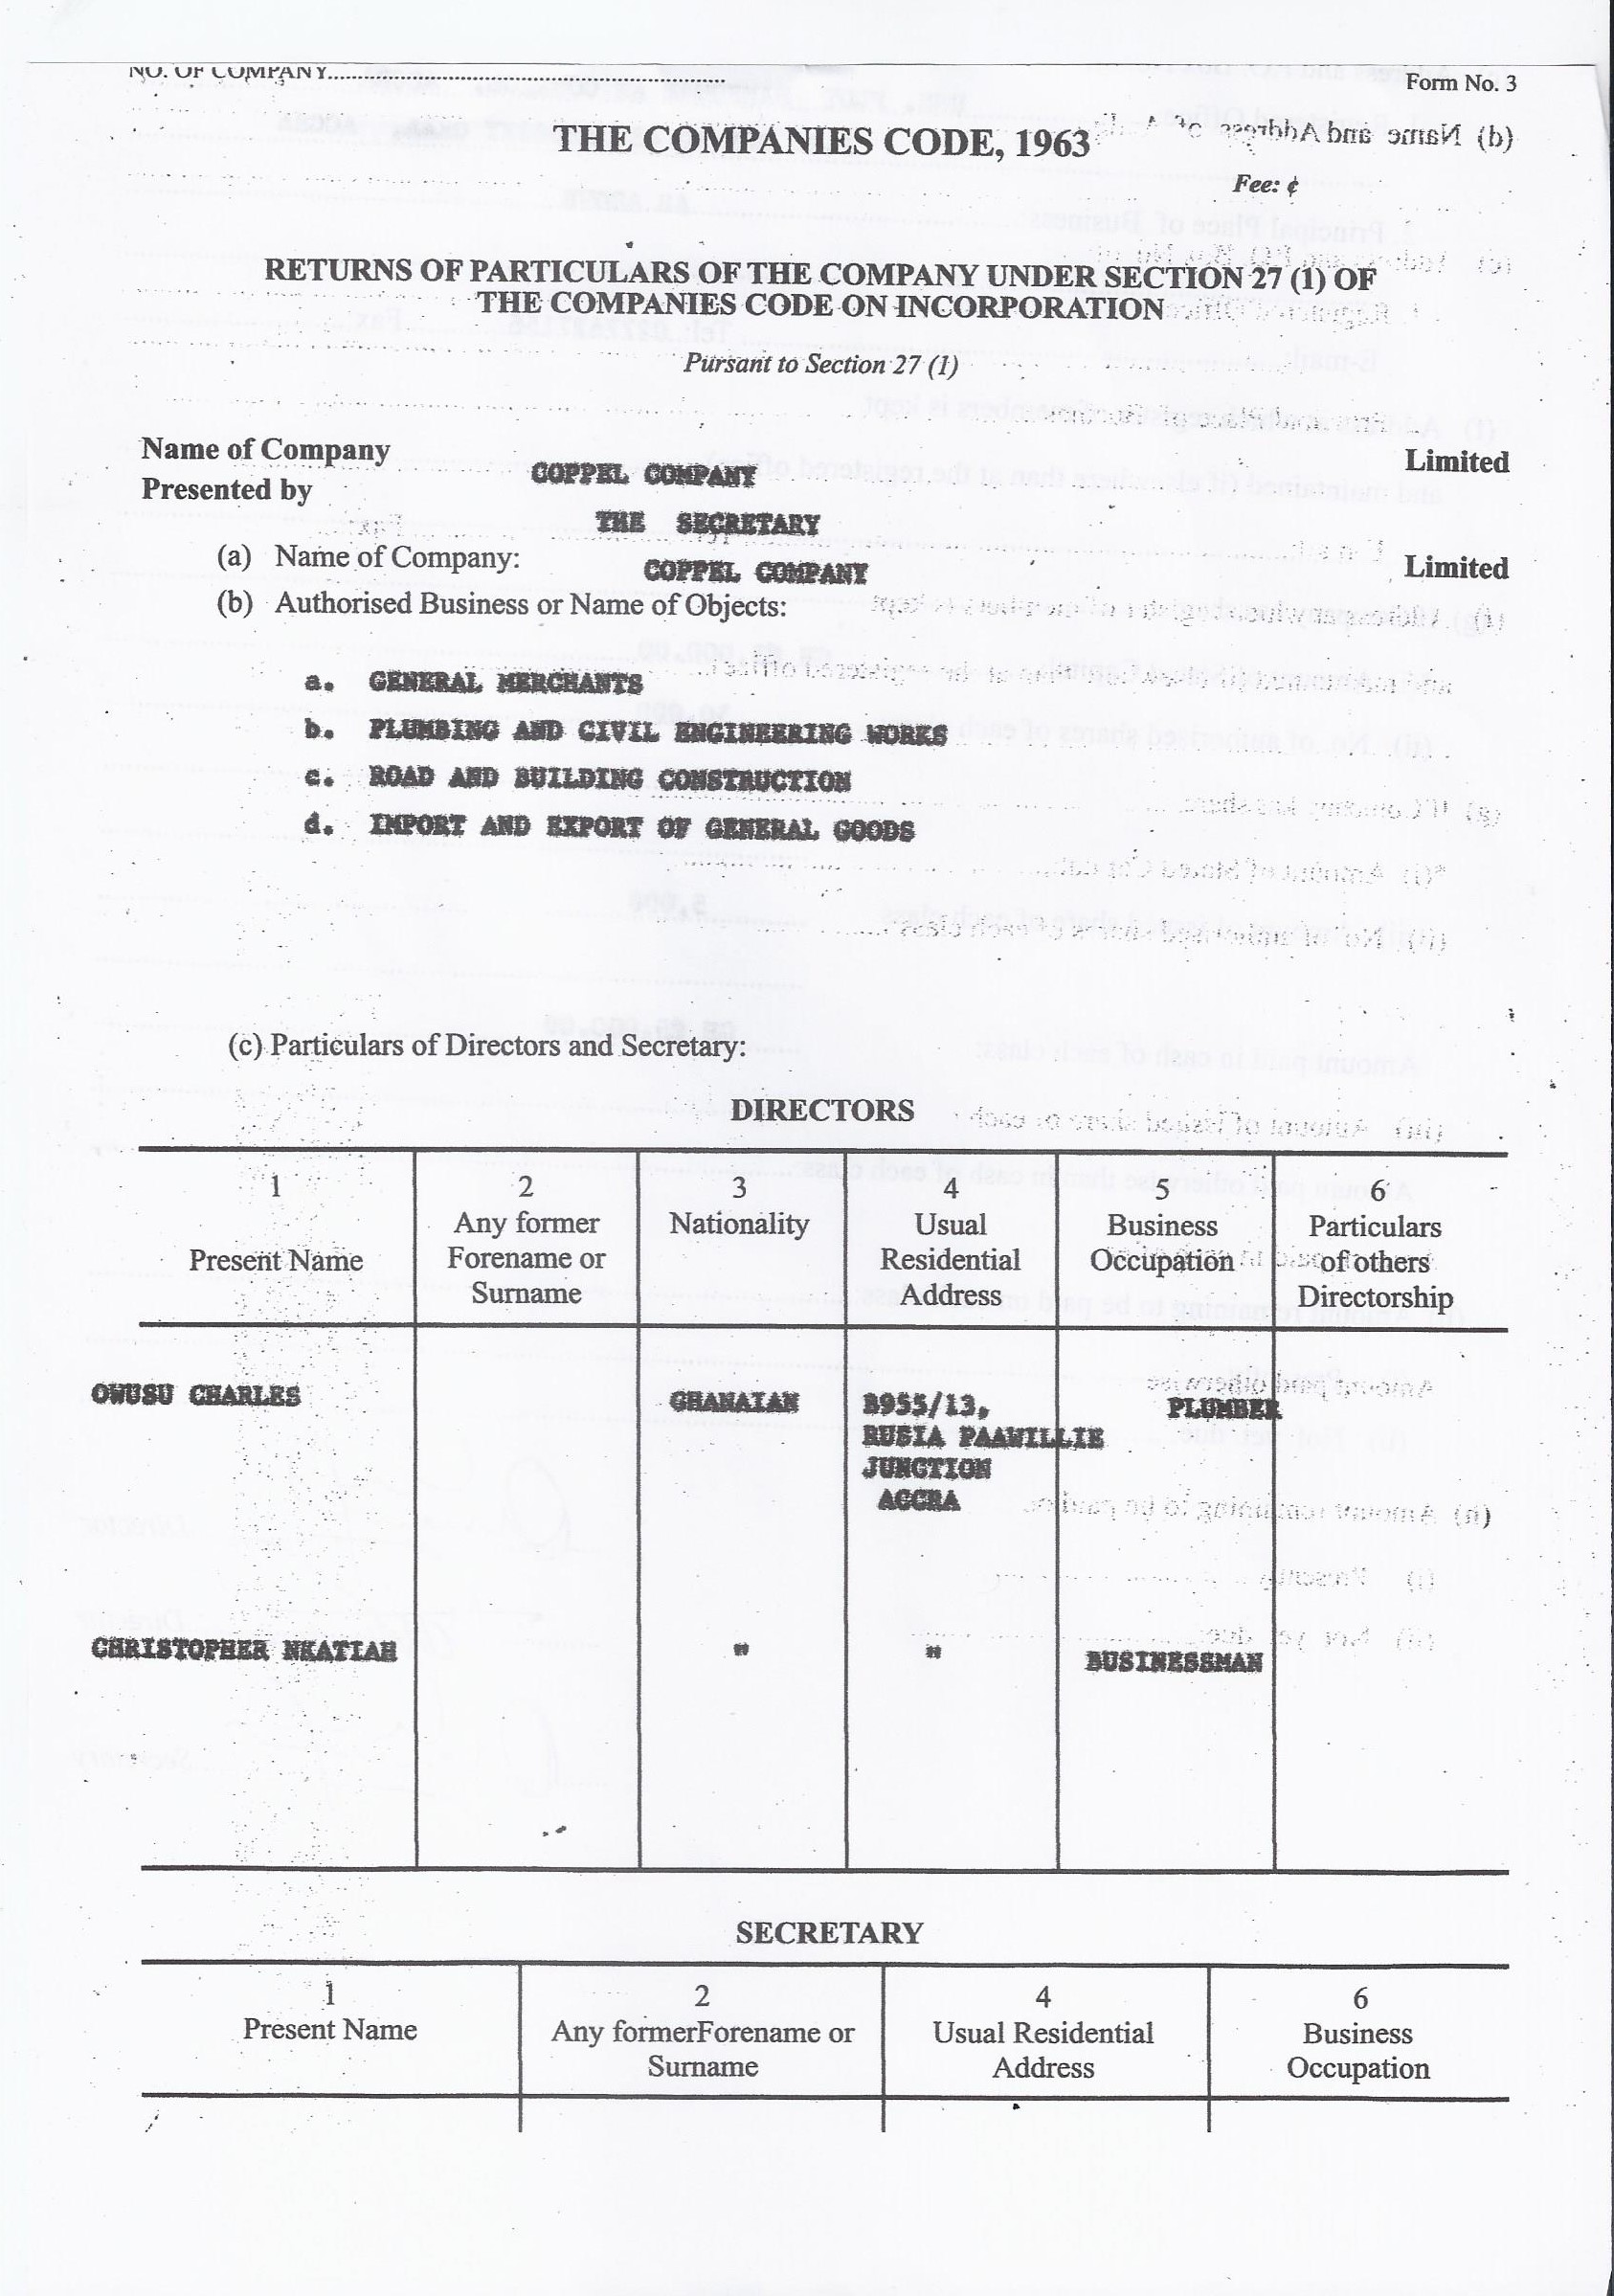 NO. OF COMPANY
Form No. 3
THE COMPANIES CODE, 1963
(d) Name and Address of
Fee: ¢
RETURNS OF PARTICULARS OF THE COMPANY UNDER SECTION 27 (1) OF
THE COMPANIES CODE ON INCORPORATION
Pursant to Section 27 (1)
Name of Company
COPPEL COMPANY
Limited
Presented by
THE SECRETARY
(a) Name of Company:
COPPEL COMPANY
Limited
(b) Authorised Business or Name of Objects:
a. GENERAL MERCHANTS
b. PLUMBING AND CIVIL ENGINEERING WORKS
c. ROAD AND BUILDING CONSTRUCTION
d. IMPORT AND EXPORT OF GENERAL GOODS
(c) Particulars of Directors and Secretary:
DIRECTORS
1
Present Name
2
Any former
Forename or
Surname
3
Nationality
4
Usual
Residential
Address
5
Business
Occupation
6
Particulars
of others
Directorship
OWUSU CHARLES
GHANAIAN
B955/13,
RUSIA PAAWILLIE
JUNCTION
ACCRA
PLUMBER
CHRISTOPHER NKATIAH
"
"
BUSINESSMAN
SECRETARY
1
Present Name
2
Any formerForename or
Surname
4
Usual Residential
Address
6
Business
Occupation